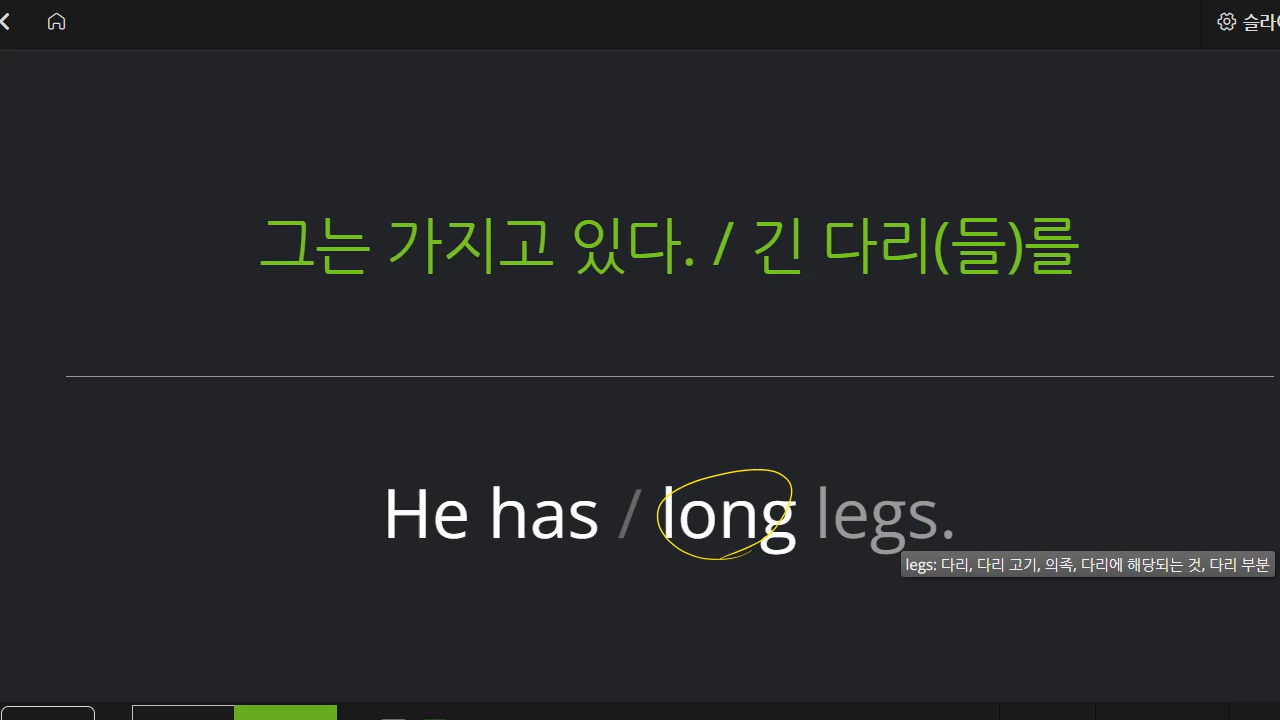 그는 가지고 있다. / 긴 다리(들)를
He has / long legs.
legs: 다리, 다리 고기, 의족, 다리에 해당되는 것, 다리 부분